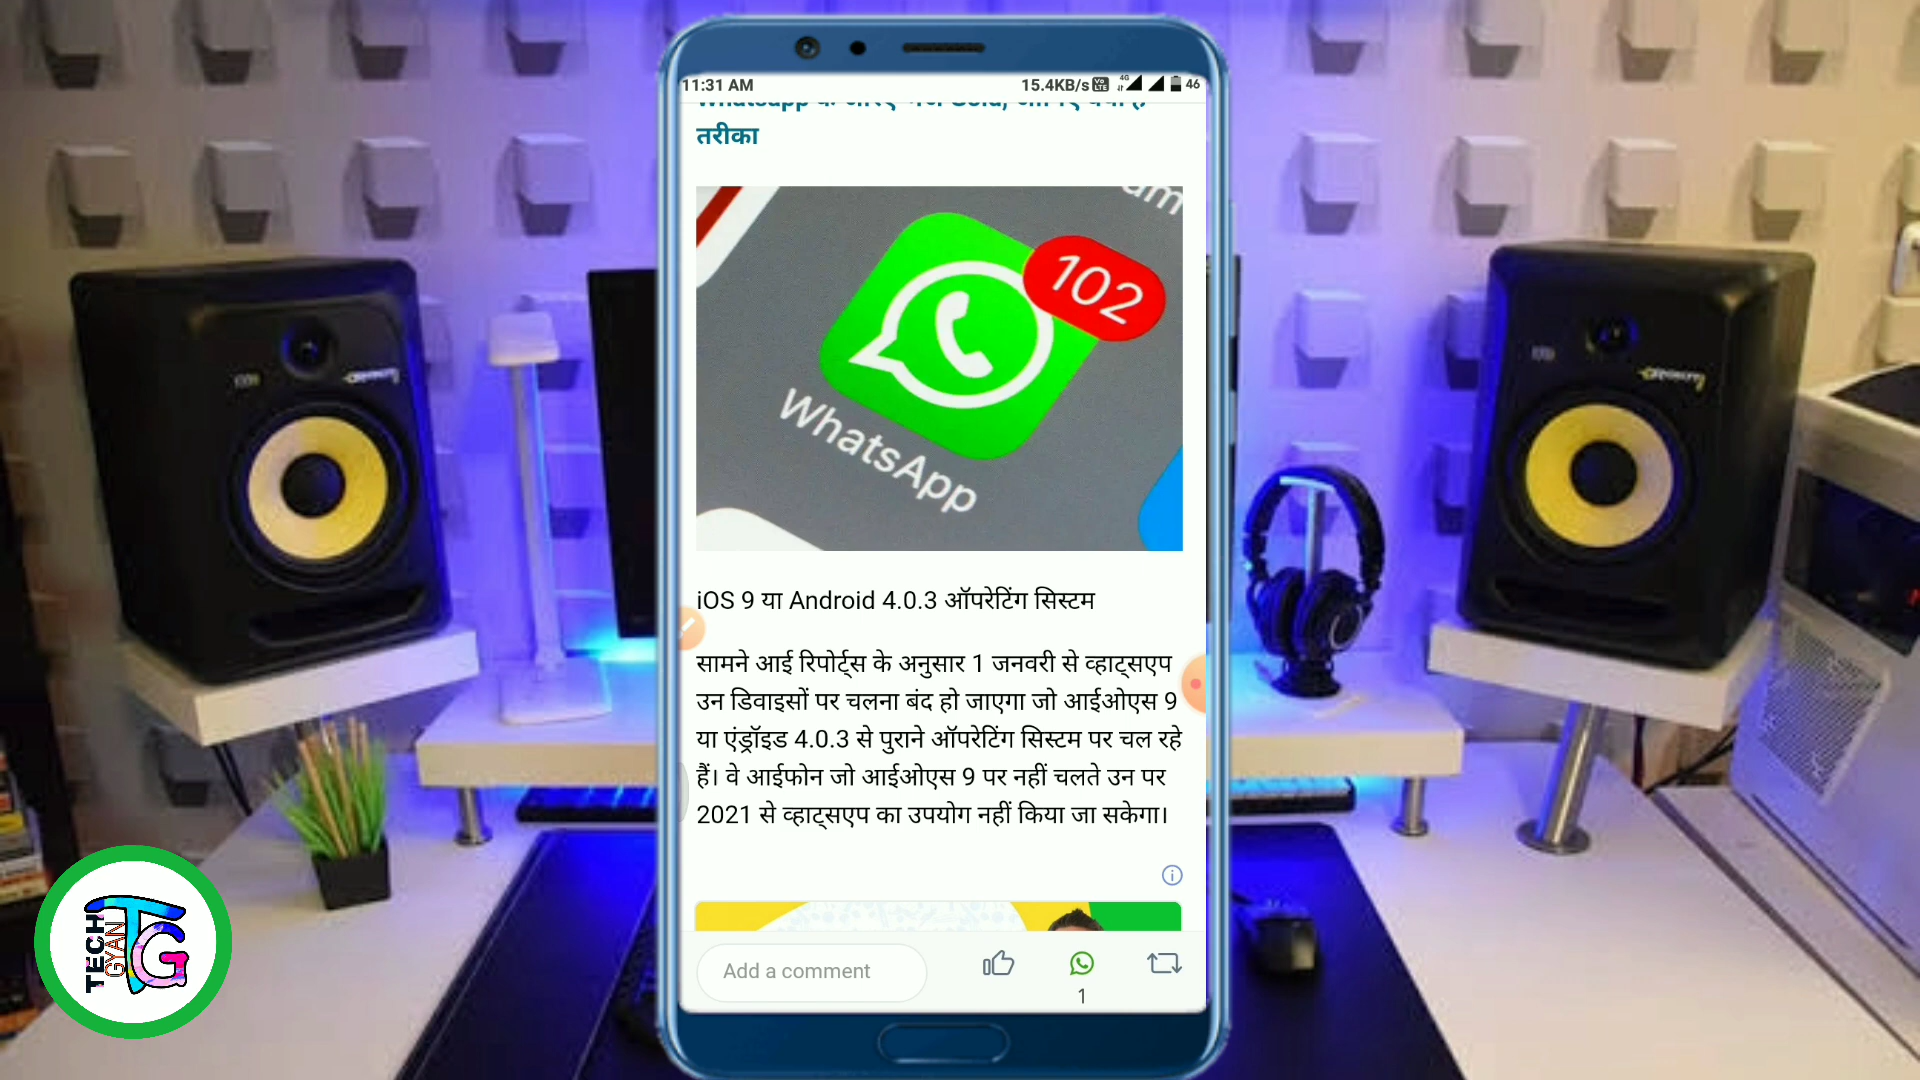 11:31 AM
15.4KB/s
Vo
LTE
4G
46
तरीका
102
WhatsApp
iOS 9 या Android 4.0.3 ऑपरेटिंग सिस्टम
सामने आई रिपोर्ट्स के अनुसार 1 जनवरी से व्हाट्सएप
उन डिवाइसों पर चलना बंद हो जाएगा जो आईओएस 9
या एंड्रॉइड 4.0.3 से पुराने ऑपरेटिंग सिस्टम पर चल रहे
हैं। वे आईफोन जो आईओएस 9 पर नहीं चलते उन पर
2021 से व्हाट्सएप का उपयोग नहीं किया जा सकेगा।
Add a comment
1
TECH
GYAN
TG